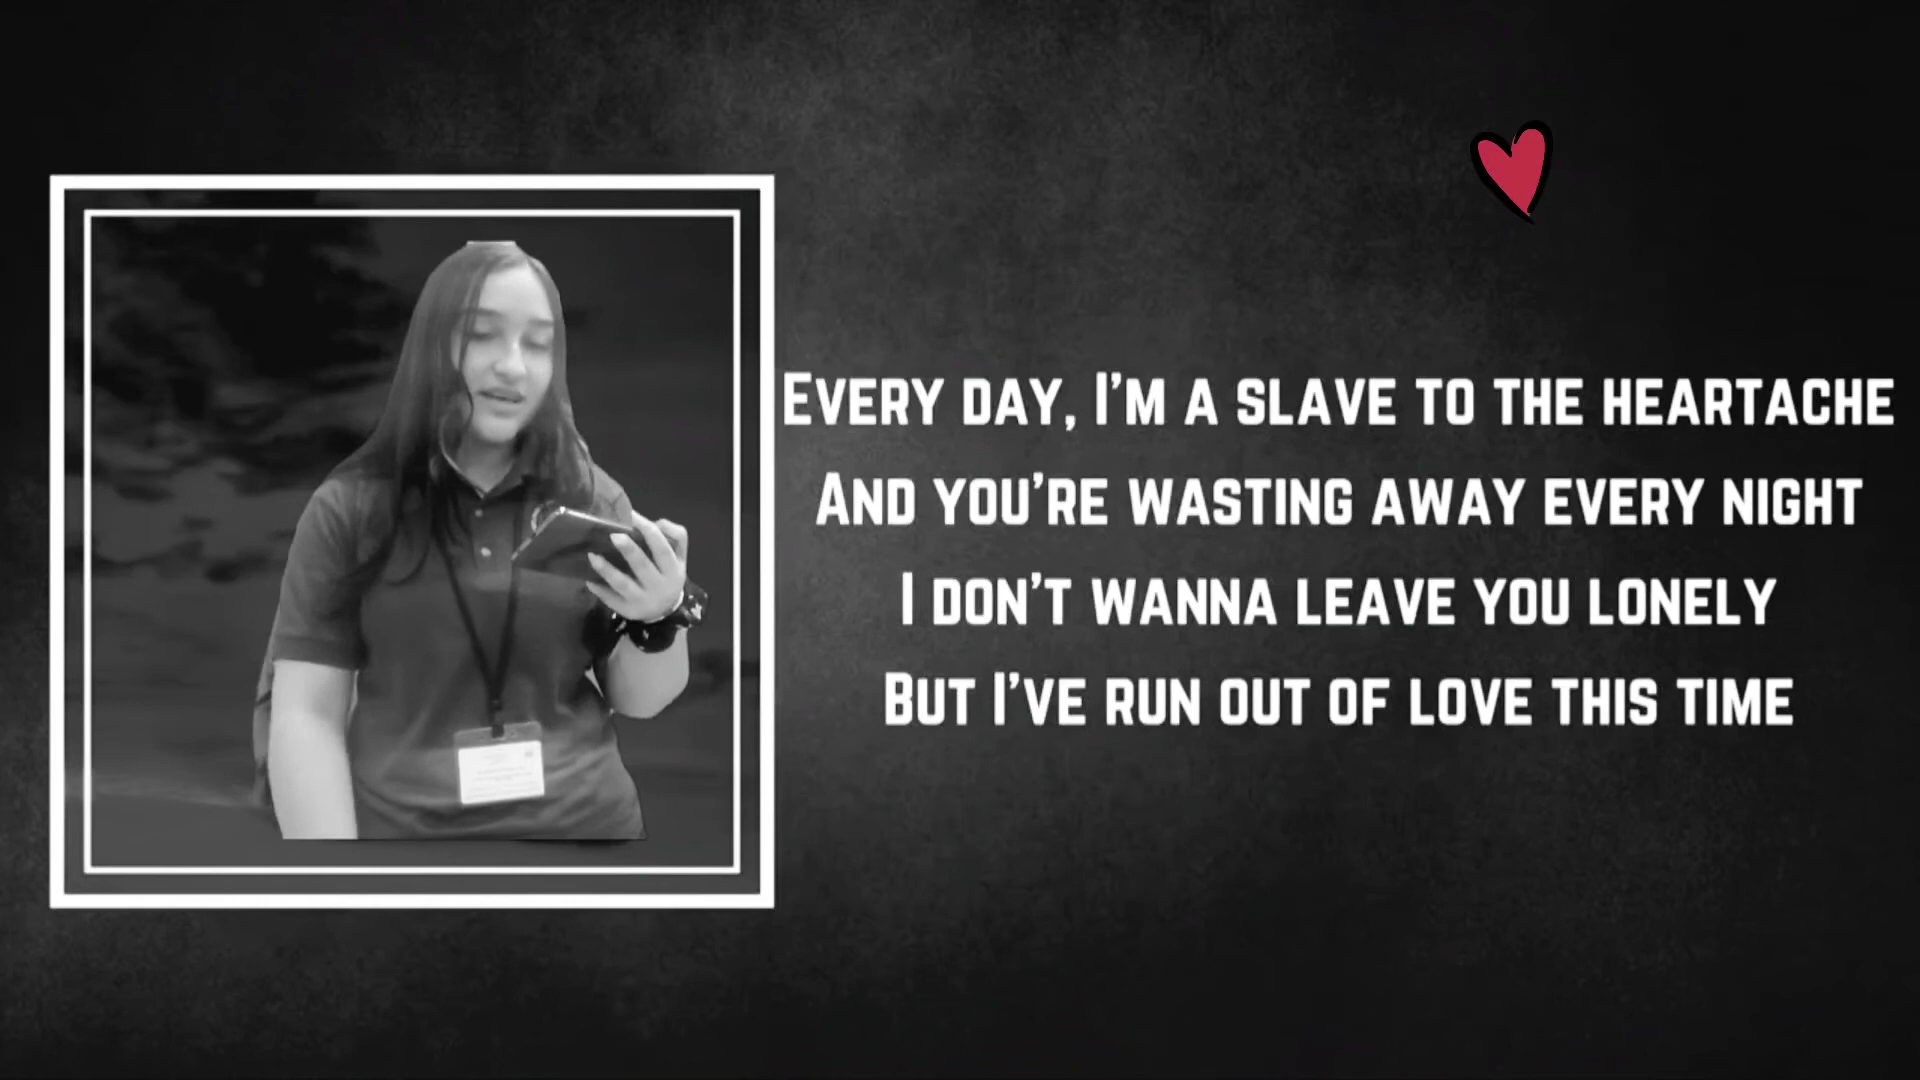 Every day, I'm a slave to the heartache
And you're wasting away every night
I don't wanna leave you lonely
But I've run out of love this time